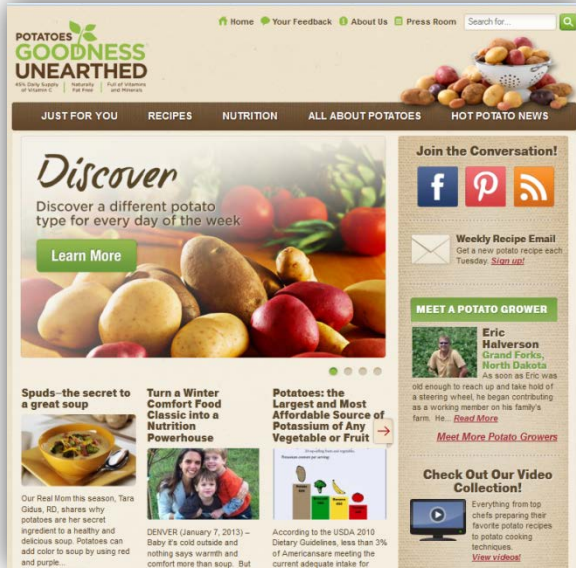 Home Your Feedback About Us Press Room Search for...
POTATOES
GOODNESS
UNEARTHED
45% Daily Supply of Vitamin C | Naturally Fat Free | Full of Vitamins and Minerals
JUST FOR YOU RECIPES NUTRITION ALL ABOUT POTATOES HOT POTATO NEWS
Discover
Discover a different potato
type for every day of the week
Learn More
Spuds–the secret to
a great soup
Our Real Mom this season, Tara
Gidus, RD, shares why
potatoes are her secret
ingredient to a healthy and
delicious soup. Potatoes can
add color to soup by using red
and purple...
Turn a Winter
Comfort Food
Classic into a
Nutrition
Powerhouse
DENVER (January 7, 2013) –
Baby it's cold outside and
nothing says warmth and
comfort more than soup. But
Potatoes: the
Largest and Most
Affordable Source of
Potassium of Any
Vegetable or Fruit
According to the USDA 2010
Dietary Guidelines, less than 3%
of Americansare meeting the
current adequate intake for
Join the Conversation!
Weekly Recipe Email
Get a new potato recipe each
Tuesday. Sign up!
MEET A POTATO GROWER
Eric
Halverson
Grand Forks,
North Dakota
As soon as Eric was
old enough to reach up and take hold of
a steering wheel, he began contributing
as a working member on his family's
farm. He... Read More
Meet More Potato Growers
Check Out Our Video
Collection!
Everything from top
chefs preparing their
favorite potato recipes
to potato cooking
techniques.
View videos!